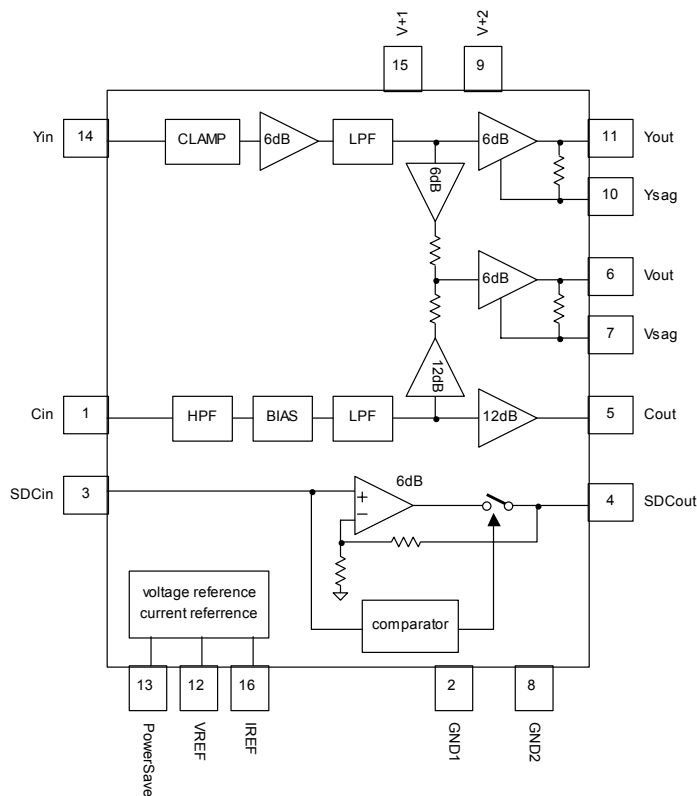 V+1
V+2
15
9
Yin
14
CLAMP
6dB
LPF
6dB
11
Yout
6dB
10
Ysag
6dB
6
Vout
7
Vsag
12dB
Cin
1
HPF
BIAS
LPF
12dB
5
Cout
SDCin
3
6dB
+
−
4
SDCout
voltage reference
current referrence
comparator
13
12
16
2
8
PowerSave
VREF
IREF
GND1
GND2